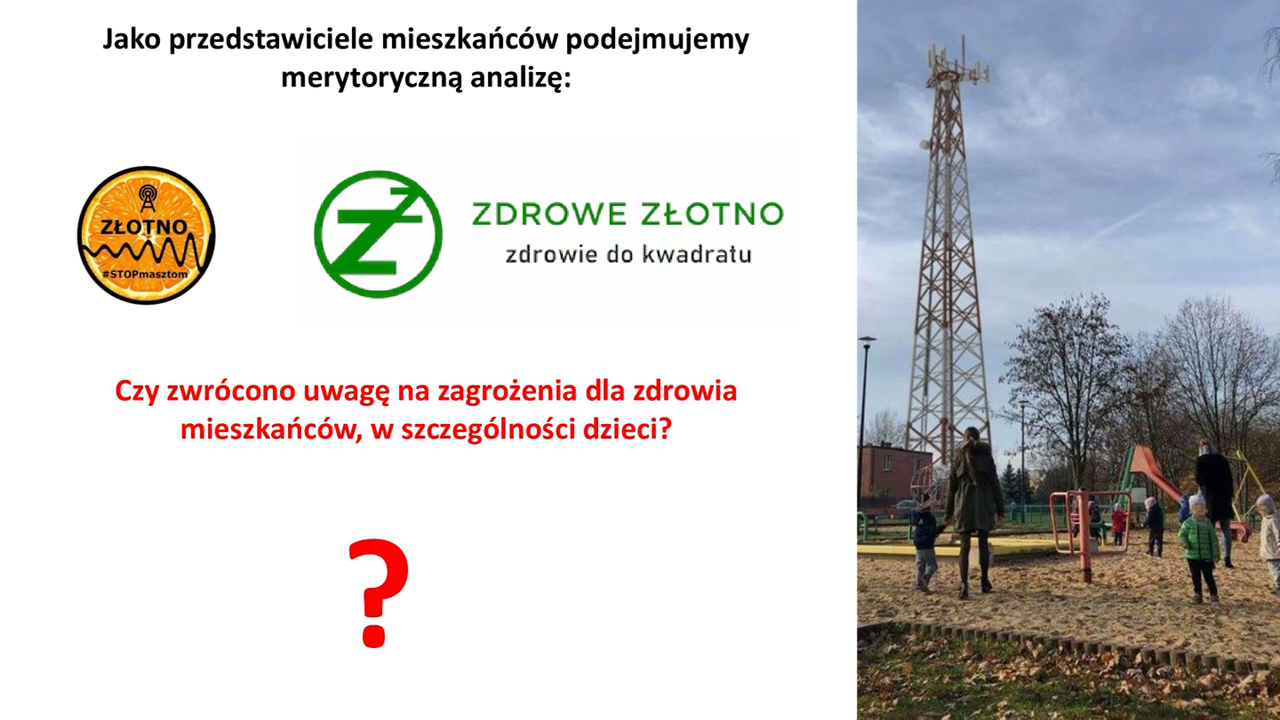 Jako przedstawiciele mieszkańców podejmujemy
merytoryczną analizę:
ZŁOTNO
#STOPmasztom
Z
ZDROWE ZŁOTNO
zdrowie do kwadratu
Czy zwrócono uwagę na zagrożenia dla zdrowia
mieszkańców, w szczególności dzieci?
?